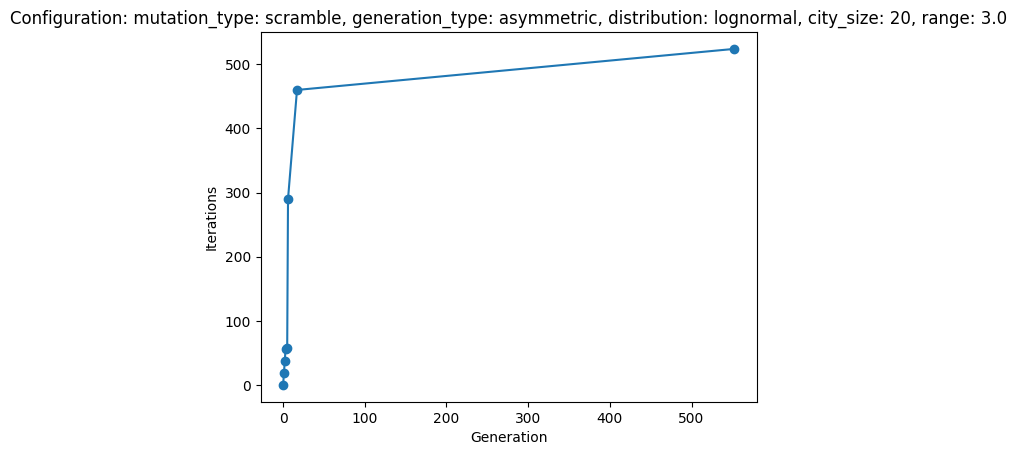 Configuration: mutation_type: scramble, generation_type: asymmetric, distribution: lognormal, city_size: 20, range: 3.0
500
400
300
200
100
0
Iterations
0 100 200 300 400 500
Generation